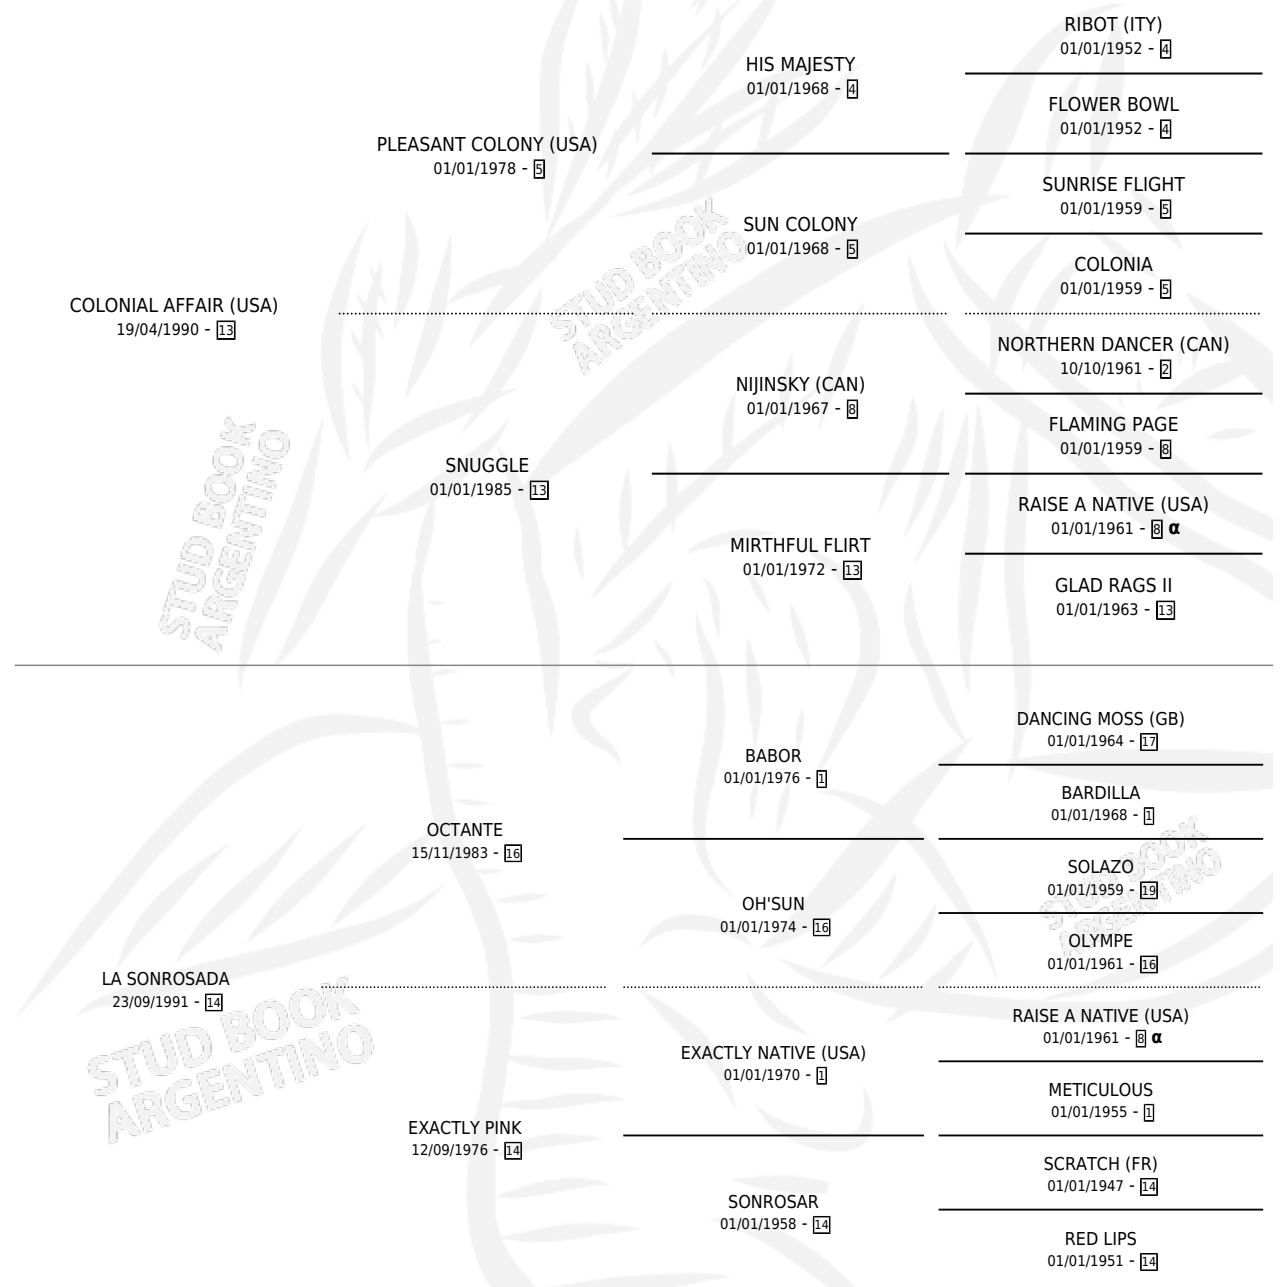 RIBOT (ITY)
01/01/1952 - 4
HIS MAJESTY
01/01/1968 - 4
FLOWER BOWL
01/01/1952 - 4
PLEASANT COLONY (USA)
01/01/1978 - 5
SUNRISE FLIGHT
01/01/1959 - 5
SUN COLONY
01/01/1968 - 5
COLONIA
01/01/1959 - 5
STUD BOOK
ARGENTINO
COLONIAL AFFAIR (USA)
19/04/1990 - 13
NORTHERN DANCER (CAN)
10/10/1961 - 2
NIJINSKY (CAN)
01/01/1967 - 8
FLAMING PAGE
01/01/1959 - 8
SNUGGLE
01/01/1985 - 13
RAISE A NATIVE (USA)
01/01/1961 - 8 α
MIRTHFUL FLIRT
01/01/1972 - 13
GLAD RAGS II
01/01/1963 - 13
STUD BOOK
ARGENTINO
DANCING MOSS (GB)
01/01/1964 - 17
BABOR
01/01/1976 - 1
BARDILLA
01/01/1968 - 1
OCTANTE
15/11/1983 - 16
SOLAZO
01/01/1959 - 19
OH'SUN
01/01/1974 - 16
OLYMPE
01/01/1961 - 16
STUD BOOK
ARGENTINO
LA SONROSADA
23/09/1991 - 14
RAISE A NATIVE (USA)
01/01/1961 - 8 α
EXACTLY NATIVE (USA)
01/01/1970 - 1
METICULOUS
01/01/1955 - 1
STUD BOOK
ARGENTINO
EXACTLY PINK
12/09/1976 - 14
SCRATCH (FR)
01/01/1947 - 14
SONROSAR
01/01/1958 - 14
RED LIPS
01/01/1951 - 14